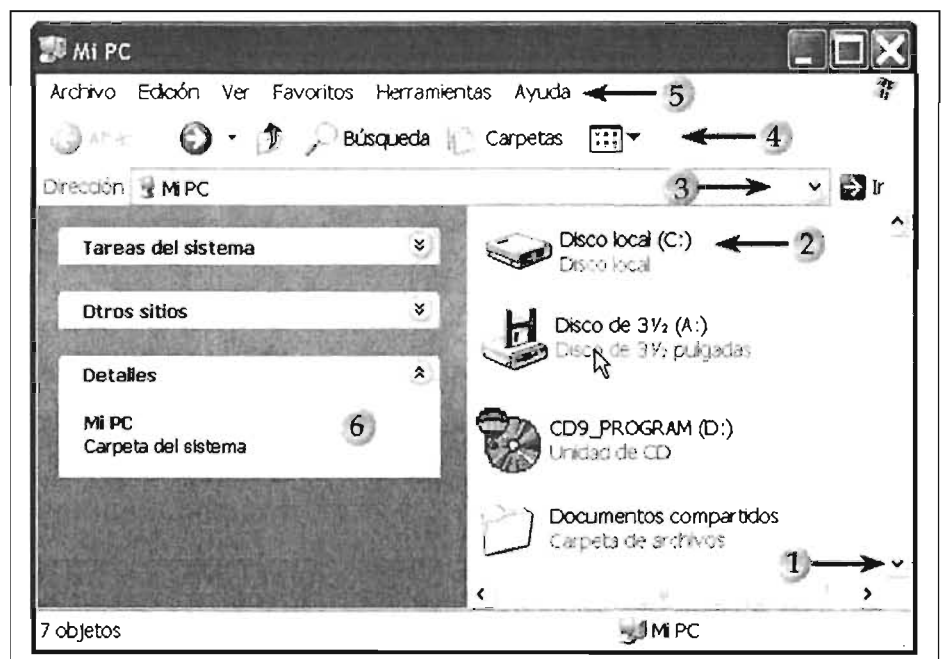 Mi PC
Archivo Edición Ver Favoritos Herramientas Ayuda 5
Atrás Búsqueda Carpetas 4
Dirección Mi PC 3 Ir
Tareas del sistema
Otros sitios
Detalles
Mi PC
Carpeta del sistema
6
Disco local (C:) 2
Disco local
Disco de 3½ (A:)
Disco de 3½ pulgadas
CD9_PROGRAM (D:)
Unidad de CD
Documentos compartidos
Carpeta de archivos
1
7 objetos Mi PC